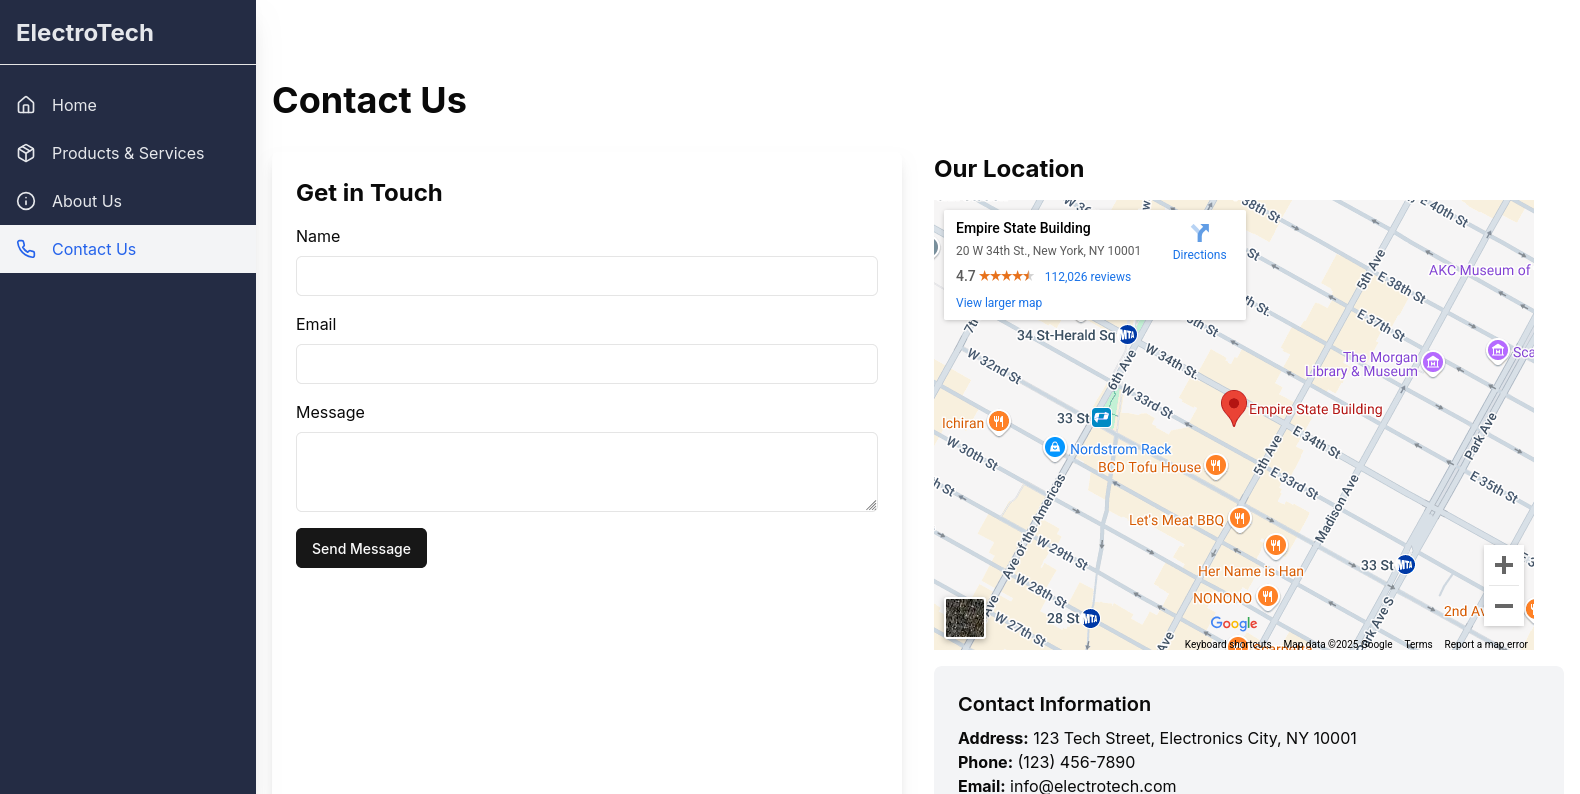 ElectroTech
Home
Products & Services
About Us
Contact Us
Contact Us
Get in Touch
Name
Email
Message
Send Message
Our Location
Empire State Building
20 W 34th St., New York, NY 10001
Directions
4.7
112,026 reviews
View larger map
38th St
E 40th St
AKC Museum of
5th Ave
E 37th St
34 St-Herald Sq
The Morgan
Library & Museum
W 32nd St
W 34th St.
6th Ave
W 33rd St
Empire State Building
Ichiran
33 St
Nordstrom Rack
BCD Tofu House
W 30th St
E 34th St
5th Ave
Park Ave
E 33rd St
E 35th St
Let's Meat BBQ
Madison Ave
Ave of the Americas
W 29th St
Her Name is Han
33 St
W 28th St
NONONO
28 St
W 27th St
Google
Keyboard shortcuts
Map data ©2025 Google
Terms
Report a map error
Contact Information
Address: 123 Tech Street, Electronics City, NY 10001
Phone: (123) 456-7890
Email: info@electrotech.com